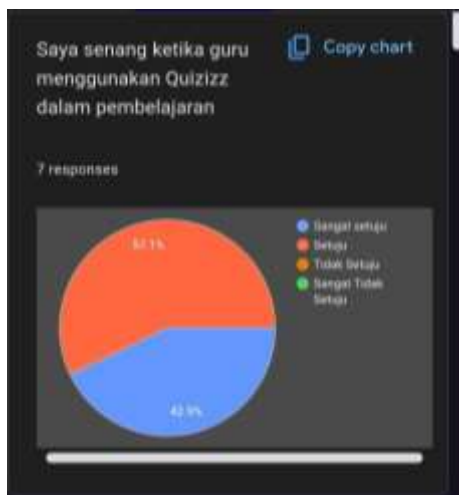 Saya senang ketika guru
menggunakan Quizizz
dalam pembelajaran
Copy chart
7 responses
57.1%
42.9%
Sangat setuju
Setuju
Tidak Setuju
Sangat Tidak
Setuju